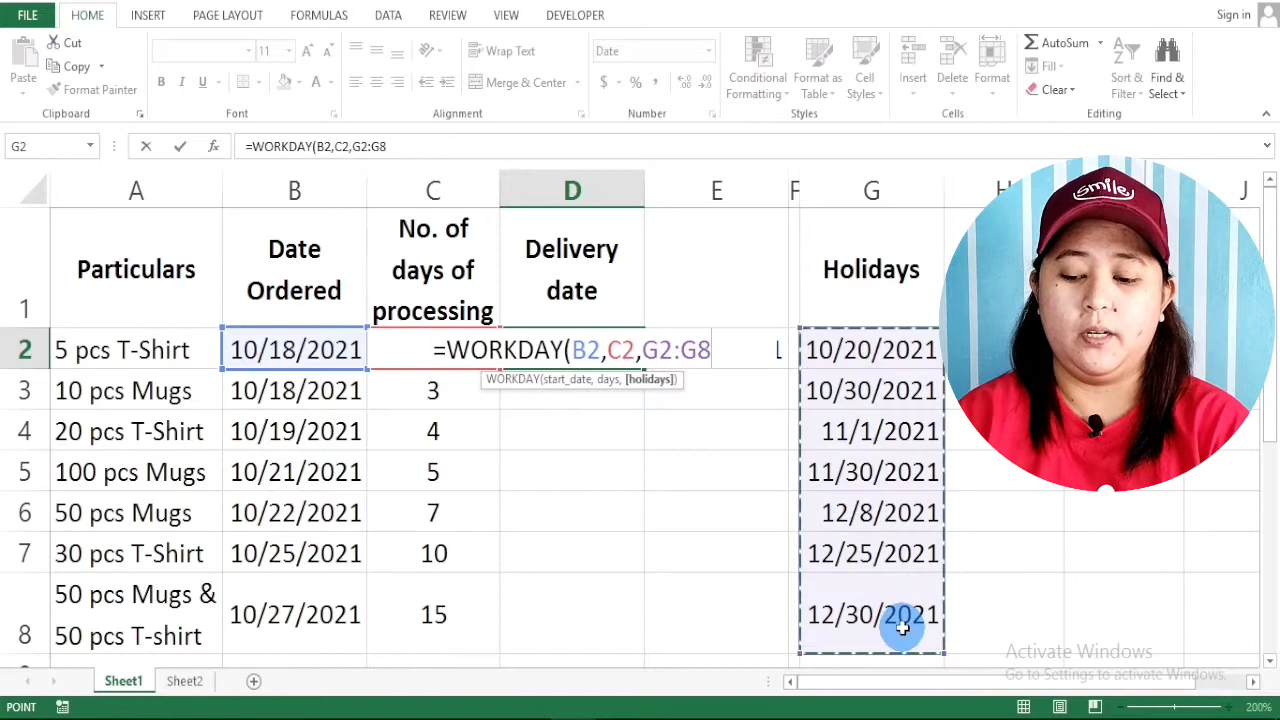 FILE HOME INSERT PAGE LAYOUT FORMULAS DATA REVIEW VIEW DEVELOPER Sign in
Paste
Cut
Copy
Format Painter
Clipboard
11
B I U
Font
Wrap Text
Merge & Center
Alignment
Date
$ % ,
Number
Conditional Formatting
Format as Table
Cell Styles
Styles
Insert
Delete
Format
Cells
AutoSum
Fill
Clear
Sort & Filter
Find & Select
Editing
G2 fx =WORKDAY(B2,C2,G2:G8
A B C D E F G H J
1 Particulars Date Ordered No. of days of processing Delivery date Holidays
2 5 pcs T-Shirt 10/18/2021 =WORKDAY(B2,C2,G2:G8 1 10/20/2021
WORKDAY(start_date, days, [holidays])
3 10 pcs Mugs 10/18/2021 3 10/30/2021
4 20 pcs T-Shirt 10/19/2021 4 11/1/2021
5 100 pcs Mugs 10/21/2021 5 11/30/2021
6 50 pcs Mugs 10/22/2021 7 12/8/2021
7 30 pcs T-Shirt 10/25/2021 10 12/25/2021
8 50 pcs Mugs & 50 pcs T-shirt 10/27/2021 15 12/30/2021
smile
Activate Windows
Go to Settings to activate Windows.
Sheet1 Sheet2
POINT 200%